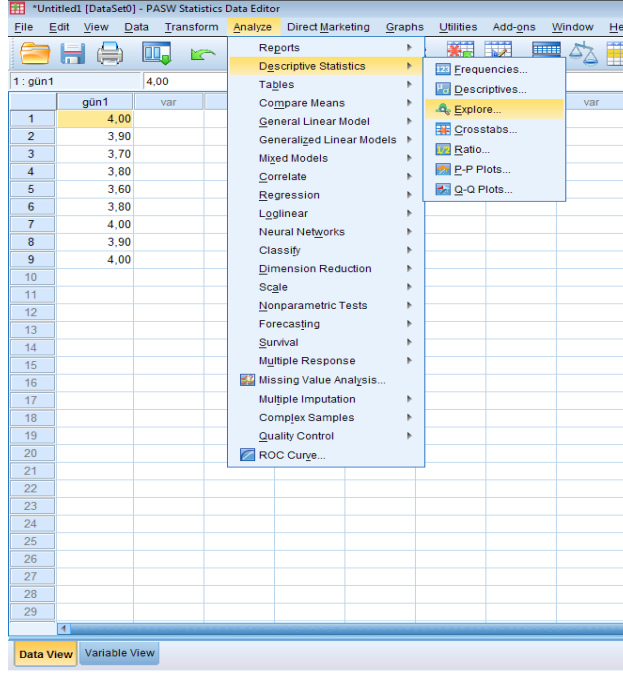 *Untitled1 [DataSet0] - PASW Statistics Data Editor
File Edit View Data Transform Analyze Direct Marketing Graphs Utilities Add-ons Window He
1 : gün1 4,00
gün1 var var
1 4,00
2 3,90
3 3,70
4 3,80
5 3,60
6 3,80
7 4,00
8 3,90
9 4,00
10
11
12
13
14
15
16
17
18
19
20
21
22
23
24
25
26
27
28
29
Reports
Descriptive Statistics
Tables
Compare Means
General Linear Model
Generalized Linear Models
Mixed Models
Correlate
Regression
Loglinear
Neural Networks
Classify
Dimension Reduction
Scale
Nonparametric Tests
Forecasting
Survival
Multiple Response
Missing Value Analysis...
Multiple Imputation
Complex Samples
Quality Control
ROC Curve...
123 Frequencies...
Descriptives...
Explore...
Crosstabs...
1/2 Ratio...
P-P Plots...
Q-Q Plots...
Data View Variable View